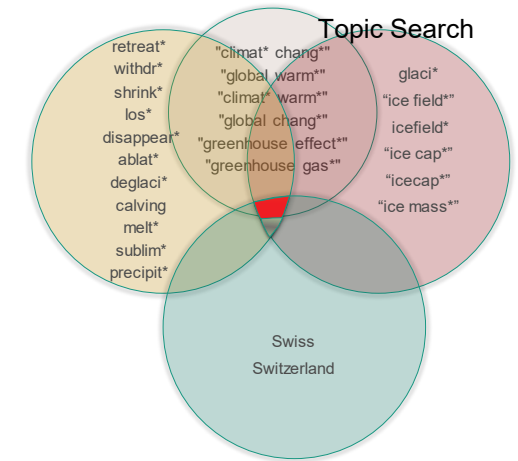 Topic Search
retreat*
withdr*
shrink*
los*
disappear*
ablat*
deglaci*
calving
melt*
sublim*
precipit*
"climat* chang*"
"global warm*"
"climat* warm*"
"global chang*"
"greenhouse effect*"
"greenhouse gas*"
glaci*
“ice field*”
icefield*
“ice cap*”
“icecap*”
“ice mass*”
Swiss
Switzerland